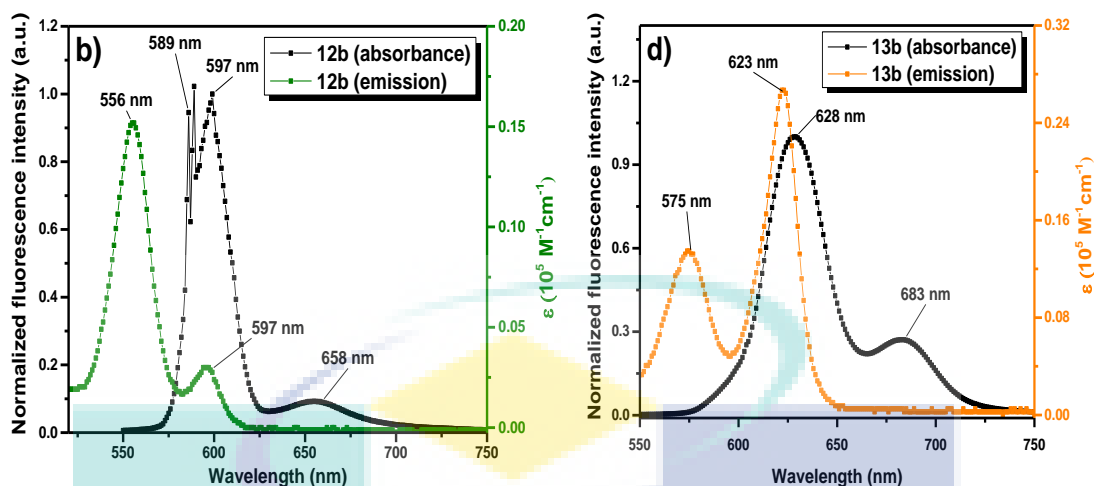 b)
12b (absorbance)
12b (emission)
589 nm
597 nm
556 nm
597 nm
658 nm
Normalized fluorescence intensity (a.u.)
1.2
1.0
0.8
0.6
0.4
0.2
0.0
550
600
650
700
750
Wavelength (nm)
0.20
0.15
0.10
0.05
0.00
ε (10⁵ M⁻¹cm⁻¹)
d)
13b (absorbance)
13b (emission)
623 nm
628 nm
575 nm
683 nm
Normalized fluorescence intensity (a.u.)
1.2
0.9
0.6
0.3
0.0
550
600
650
700
750
Wavelength (nm)
0.32
0.24
0.16
0.08
0.00
ε (10⁵ M⁻¹cm⁻¹)